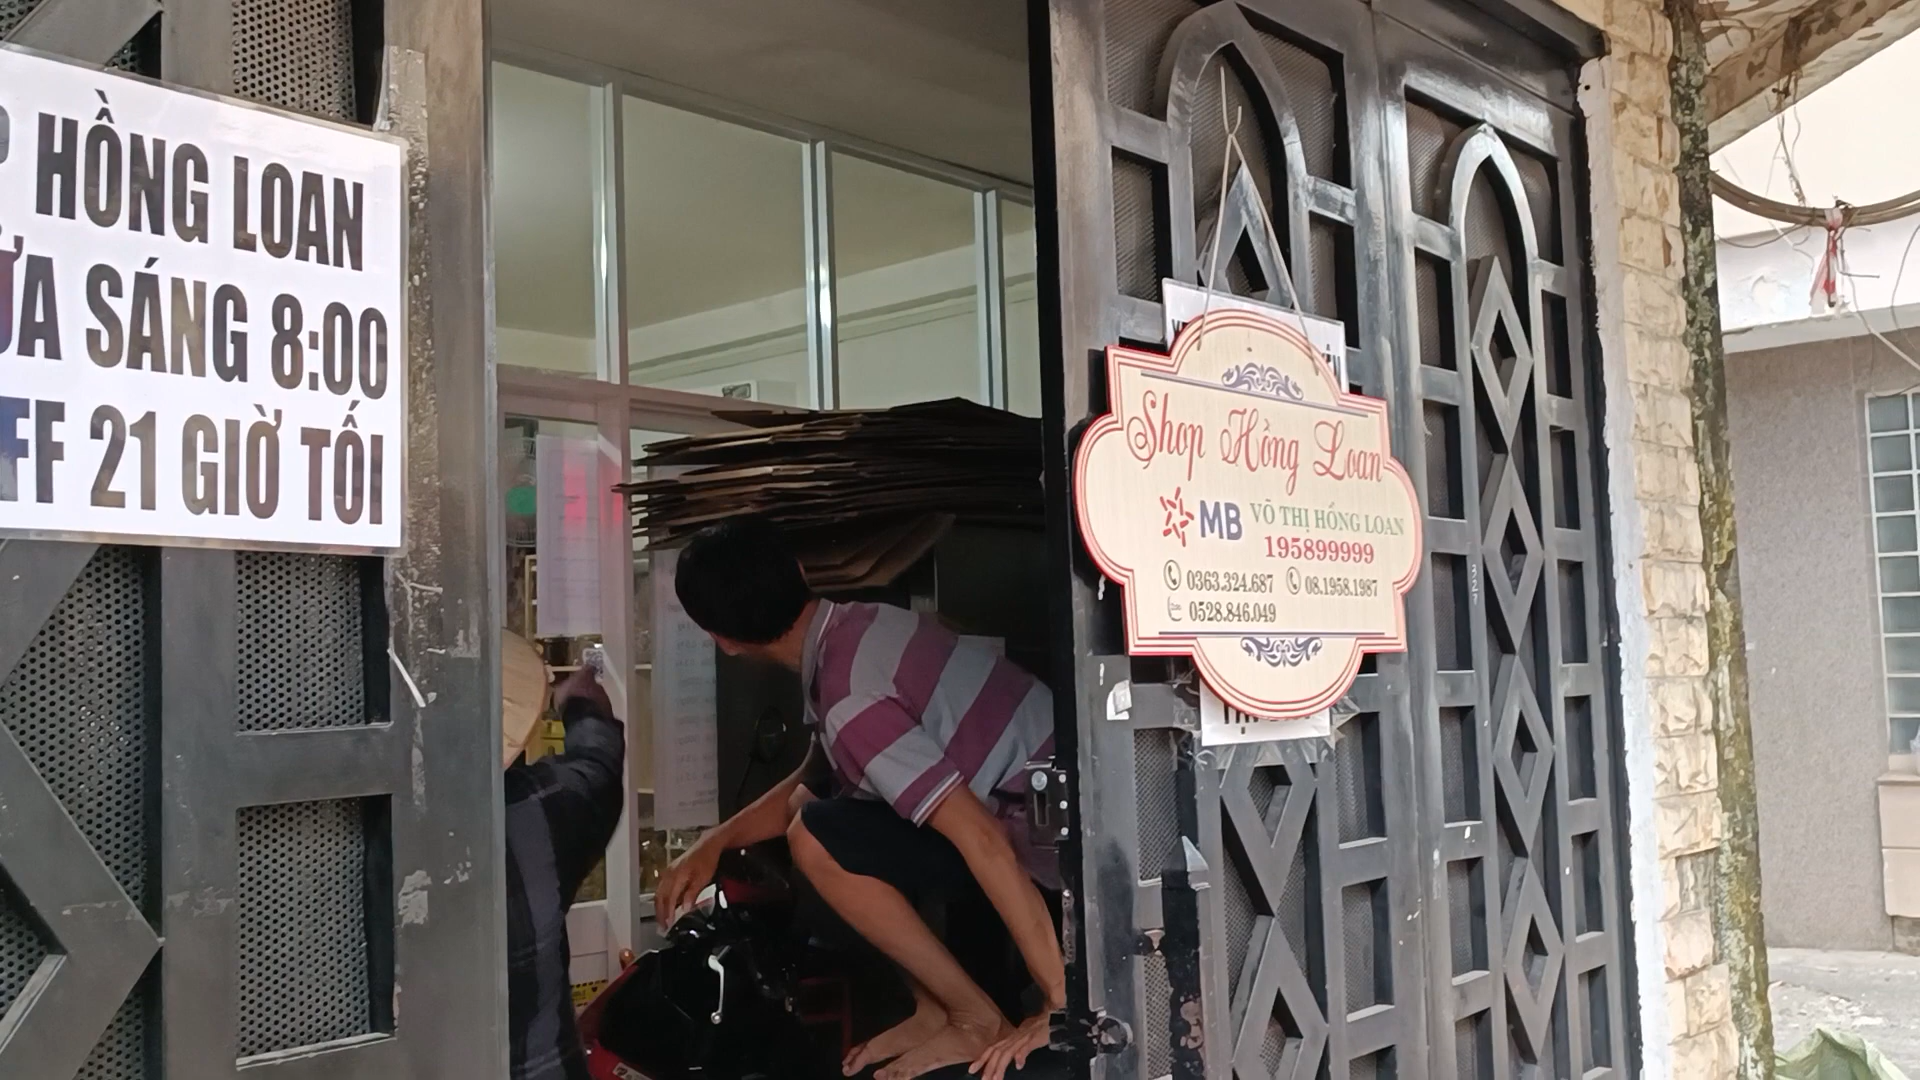 HỒNG LOAN
ỬA SÁNG 8:00
FF 21 GIỜ TỐI
Shop Hồng Loan
MB VÕ THỊ HỒNG LOAN
195899999
0363.324.687 08.1958.1987
0528.846.049
327